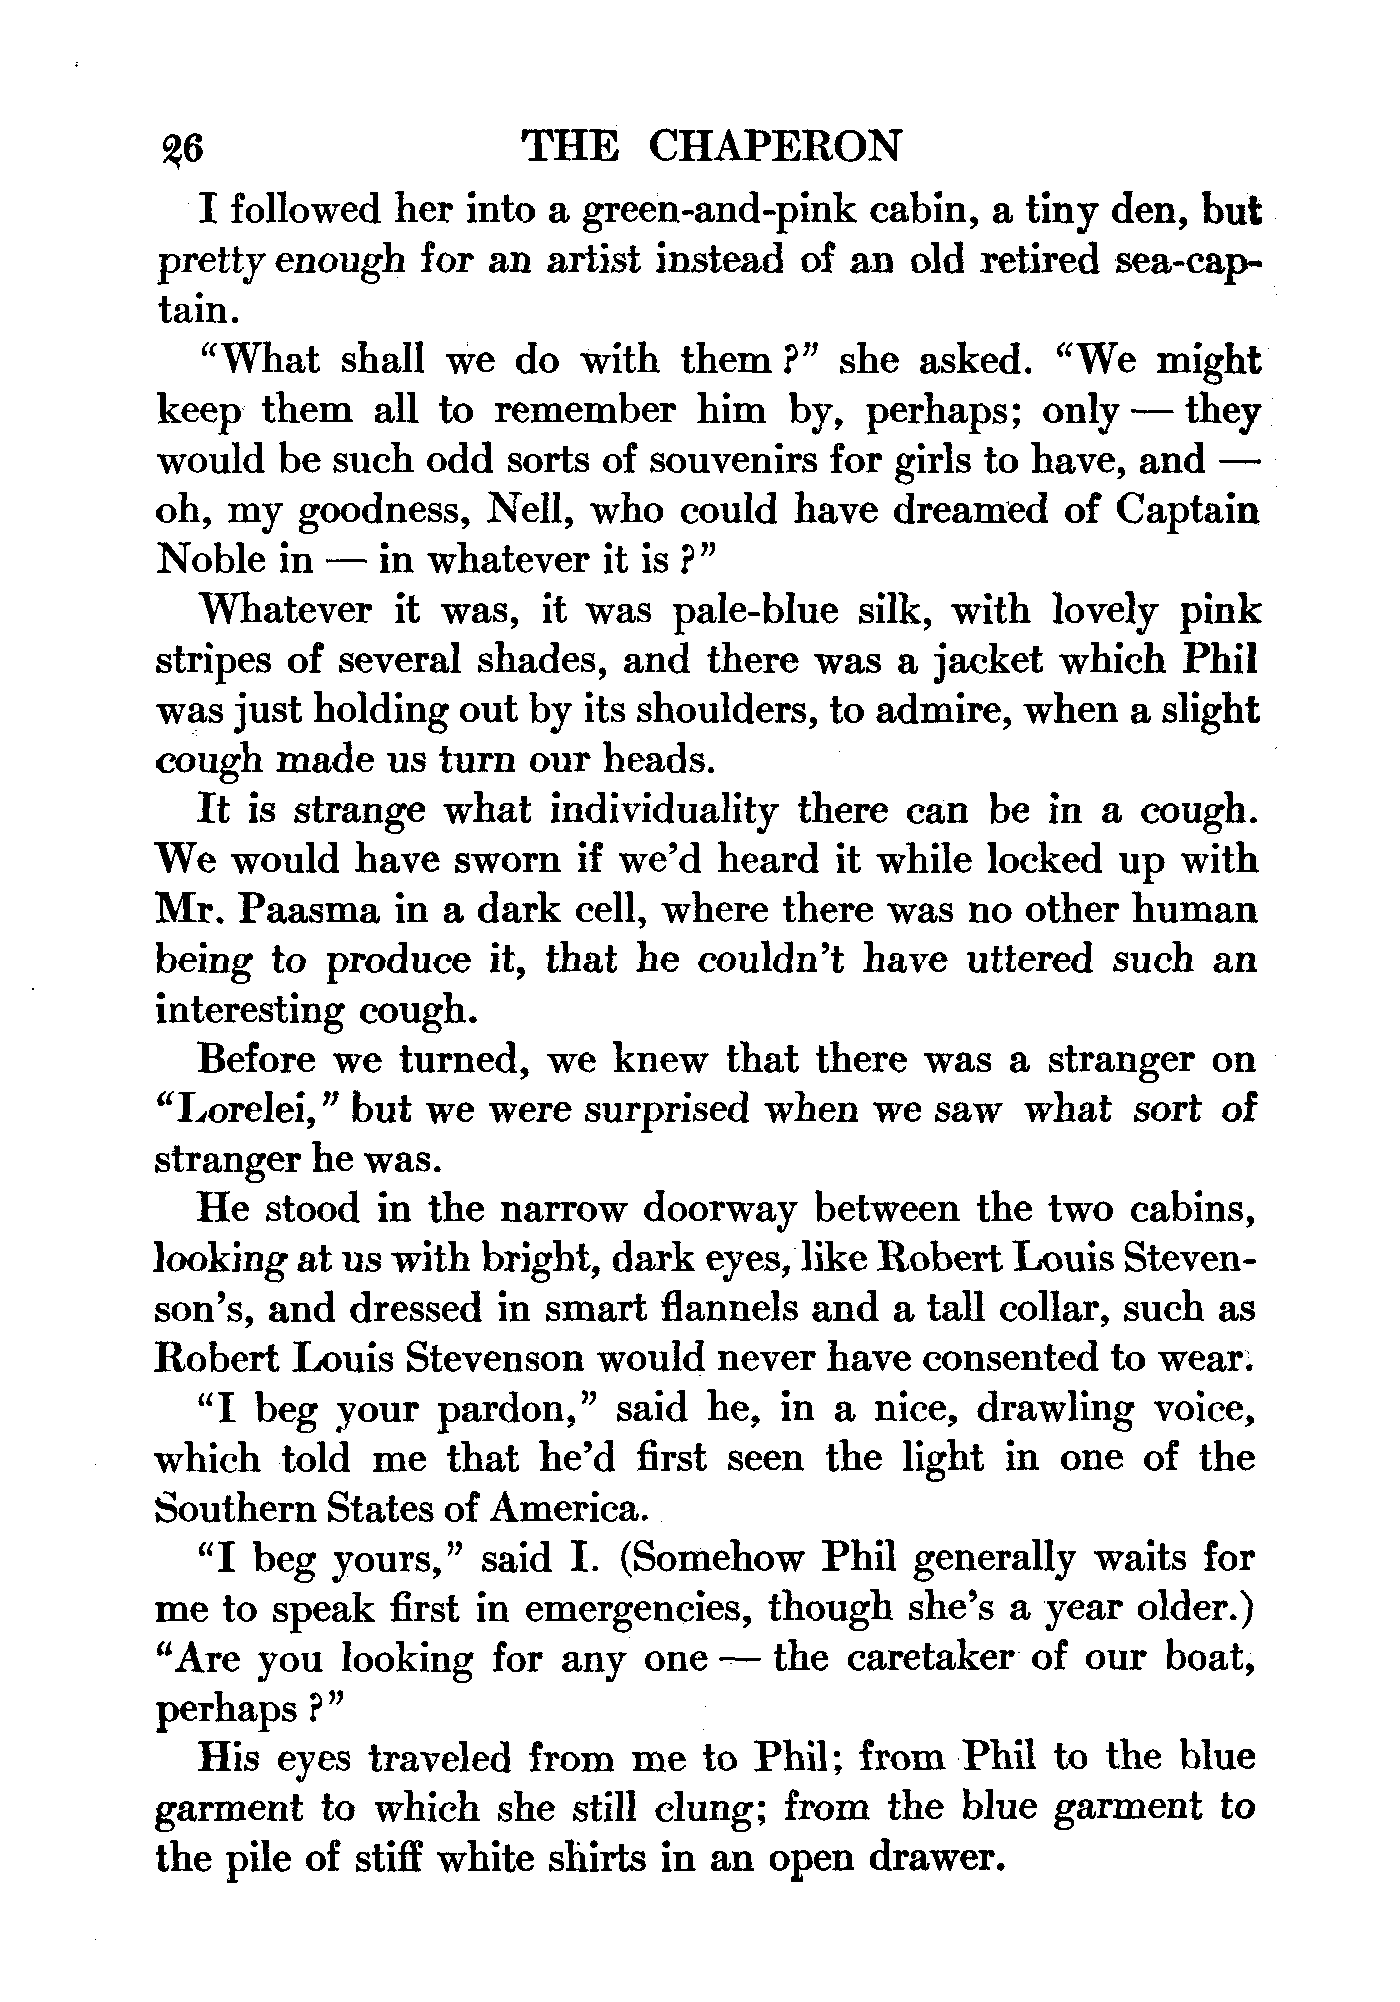 26 THE CHAPERON
I followed her into a green-and-pink cabin, a tiny den, but
pretty enough for an artist instead of an old retired sea-cap-
tain.
“What shall we do with them?” she asked. “We might
keep them all to remember him by, perhaps; only — they
would be such odd sorts of souvenirs for girls to have, and —
oh, my goodness, Nell, who could have dreamed of Captain
Noble in — in whatever it is?”
Whatever it was, it was pale-blue silk, with lovely pink
stripes of several shades, and there was a jacket which Phil
was just holding out by its shoulders, to admire, when a slight
cough made us turn our heads.
It is strange what individuality there can be in a cough.
We would have sworn if we’d heard it while locked up with
Mr. Paasma in a dark cell, where there was no other human
being to produce it, that he couldn’t have uttered such an
interesting cough.
Before we turned, we knew that there was a stranger on
“Lorelei,” but we were surprised when we saw what sort of
stranger he was.
He stood in the narrow doorway between the two cabins,
looking at us with bright, dark eyes, like Robert Louis Steven-
son’s, and dressed in smart flannels and a tall collar, such as
Robert Louis Stevenson would never have consented to wear.
“I beg your pardon,” said he, in a nice, drawling voice,
which told me that he’d first seen the light in one of the
Southern States of America.
“I beg yours,” said I. (Somehow Phil generally waits for
me to speak first in emergencies, though she’s a year older.)
“Are you looking for any one — the caretaker of our boat,
perhaps?”
His eyes traveled from me to Phil; from Phil to the blue
garment to which she still clung; from the blue garment to
the pile of stiff white shirts in an open drawer.